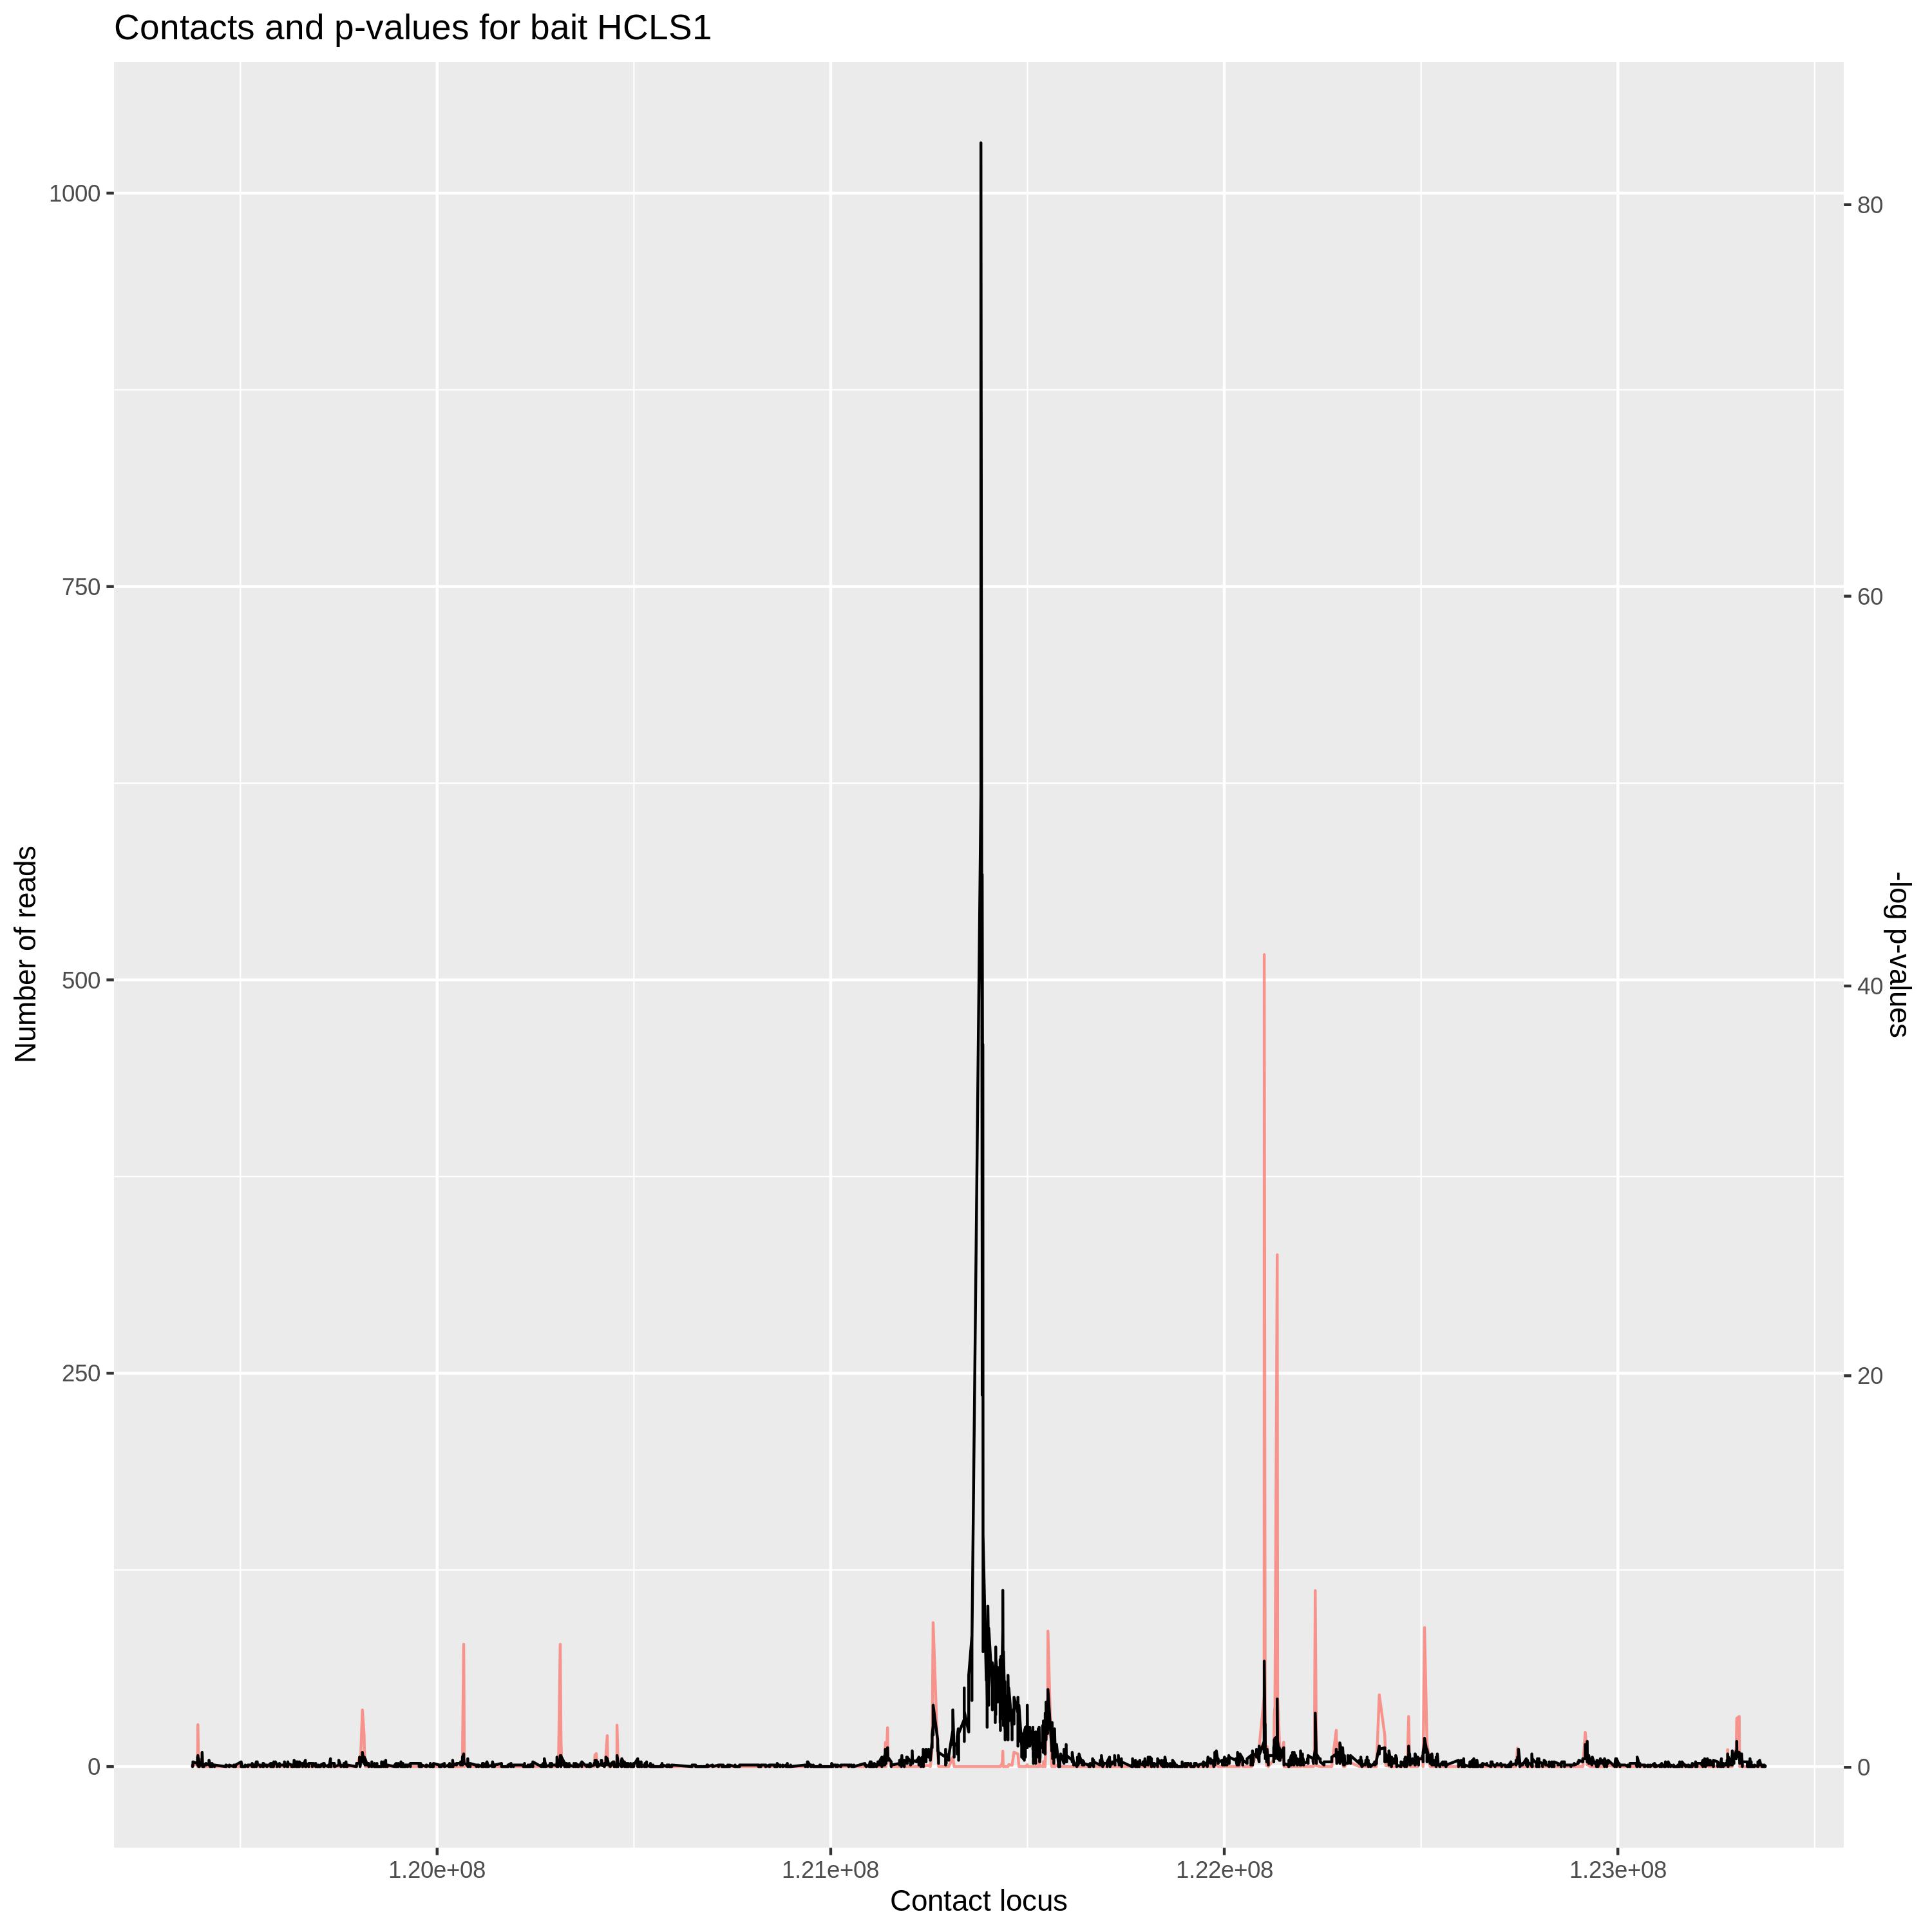 Contacts and p-values for bait HCLS1
1000
750
500
250
0
Number of reads
80
60
40
20
0
-log p-values
1.20e+08
1.21e+08
1.22e+08
1.23e+08
Contact locus